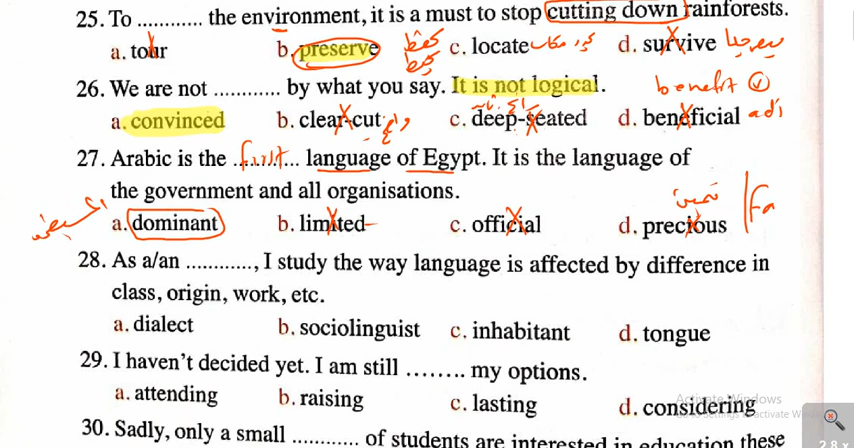 25. To ............ the environment, it is a must to stop cutting down rainforests.
a. tour b. preserve c. locate d. survive
26. We are not ............ by what you say. It is not logical.
benefit v
a. convinced b. clear-cut c. deep-seated d. beneficial adj
27. Arabic is the ............ language of Egypt. It is the language of
the government and all organisations.
a. dominant b. limited c. official d. precious
28. As a/an ............, I study the way language is affected by difference in
class, origin, work, etc.
a. dialect b. sociolinguist c. inhabitant d. tongue
29. I haven't decided yet. I am still ........ my options.
a. attending b. raising c. lasting d. considering
Activate Windows
30. Sadly, only a small ............ of students are interested in education these